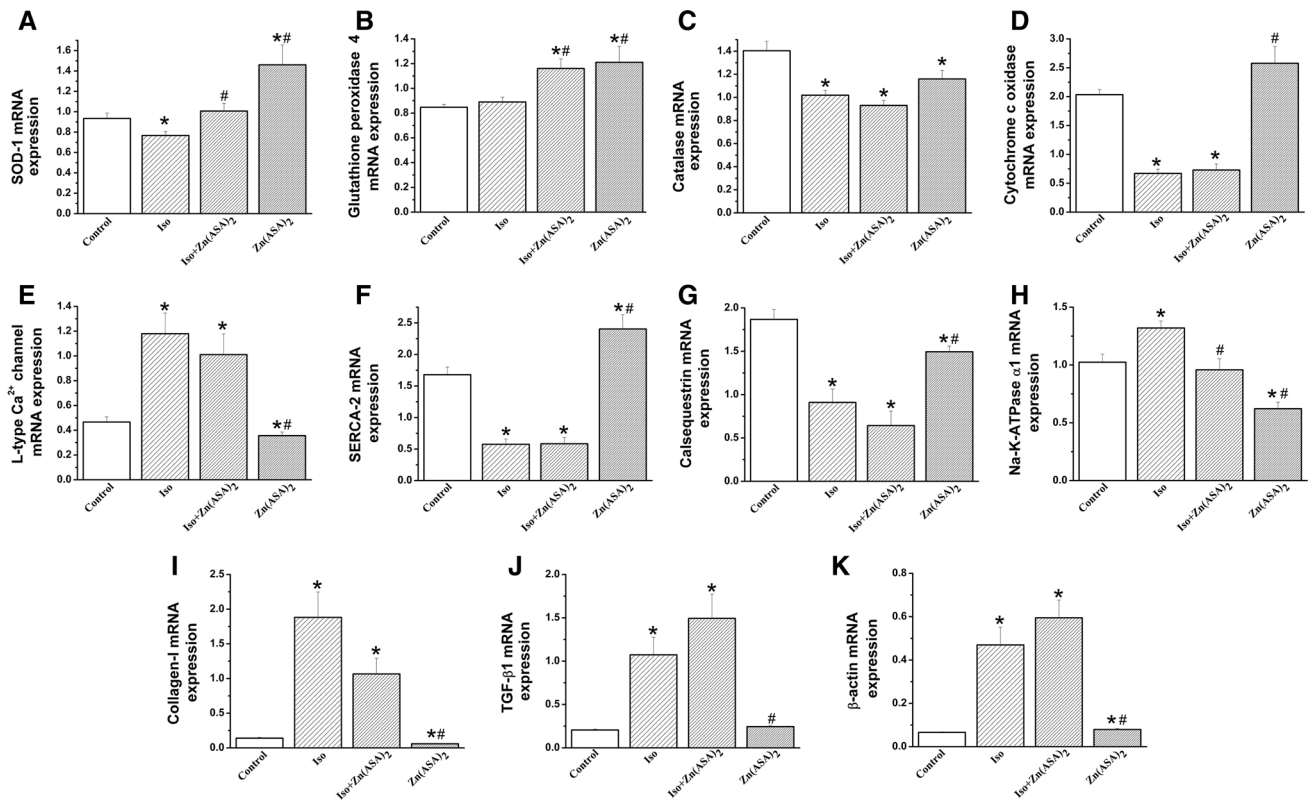 A
SOD-1 mRNA
expression
1.6
1.4
1.2
1.0
0.8
0.6
0.4
0.2
0.0
*
#
*#
Control
Iso
Iso+Zn(ASA)2
Zn(ASA)2
B
Glutathione peroxidase 4
mRNA expression
1.4
1.2
1.0
0.8
0.6
0.4
0.2
0.0
*#
*#
Control
Iso
Iso+Zn(ASA)2
Zn(ASA)2
C
Catalase mRNA
expression
1.4
1.2
1.0
0.8
0.6
0.4
0.2
0.0
*
*
*
Control
Iso
Iso+Zn(ASA)2
Zn(ASA)2
D
Cytochrome c oxidase
mRNA expression
3.0
2.5
2.0
1.5
1.0
0.5
0.0
*
*
#
Control
Iso
Iso+Zn(ASA)2
Zn(ASA)2
E
L-type Ca2+ channel
mRNA expression
1.4
1.2
1.0
0.8
0.6
0.4
0.2
0.0
*
*
*#
Control
Iso
Iso+Zn(ASA)2
Zn(ASA)2
F
SERCA-2 mRNA
expression
2.5
2.0
1.5
1.0
0.5
0.0
*
*
*#
Control
Iso
Iso+Zn(ASA)2
Zn(ASA)2
G
Calsequestrin mRNA
expression
2.0
1.5
1.0
0.5
0.0
*
*
*#
Control
Iso
Iso+Zn(ASA)2
Zn(ASA)2
H
Na-K-ATPase α1 mRNA
expression
1.5
1.0
0.5
0.0
*
#
*#
Control
Iso
Iso+Zn(ASA)2
Zn(ASA)2
I
Collagen-I mRNA
expression
2.5
2.0
1.5
1.0
0.5
0.0
*
*
*#
Control
Iso
Iso+Zn(ASA)2
Zn(ASA)2
J
TGF-β1 mRNA
expression
2.0
1.5
1.0
0.5
0.0
*
*
#
Control
Iso
Iso+Zn(ASA)2
Zn(ASA)2
K
β-actin mRNA
expression
0.8
0.6
0.4
0.2
0.0
*
*
*#
Control
Iso
Iso+Zn(ASA)2
Zn(ASA)2